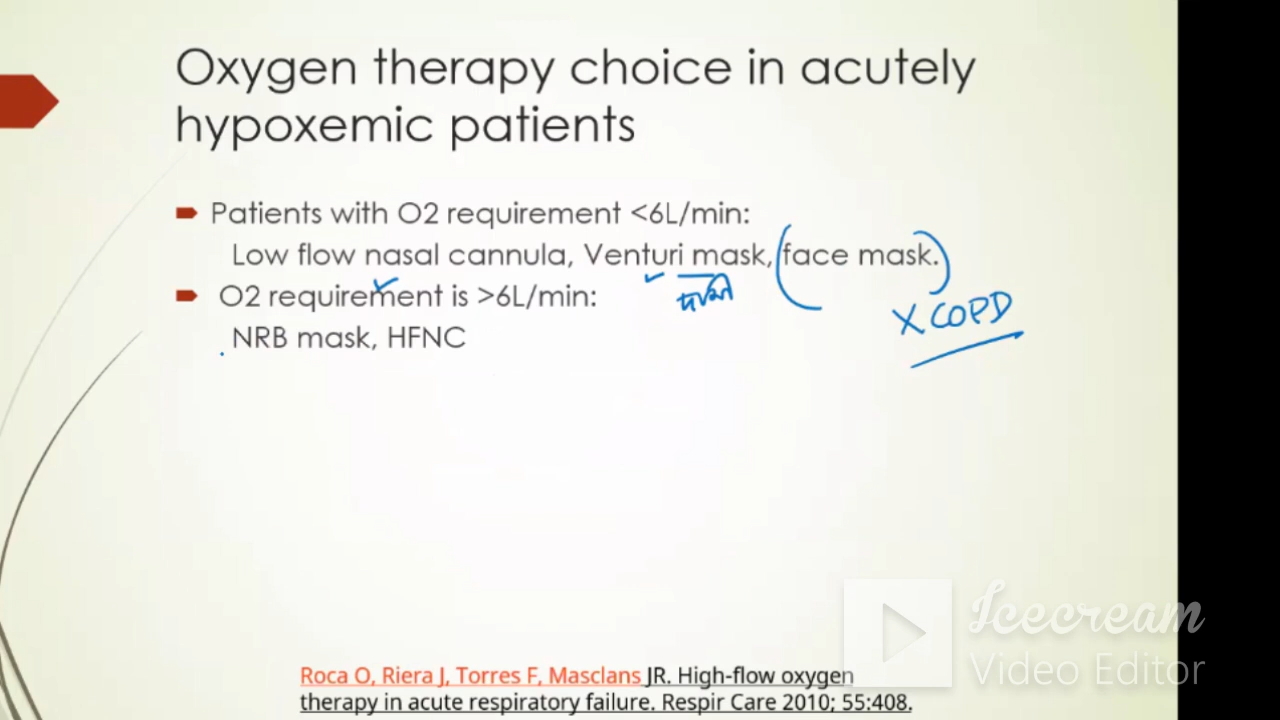 Oxygen therapy choice in acutely
hypoxemic patients
Patients with O2 requirement <6L/min:
Low flow nasal cannula, Venturi mask, face mask.
O2 requirement is >6L/min:
X COPD
NRB mask, HFNC
Icecream
Video Editor
Roca O, Riera J, Torres F, Masclans JR. High-flow oxygen
therapy in acute respiratory failure. Respir Care 2010; 55:408.